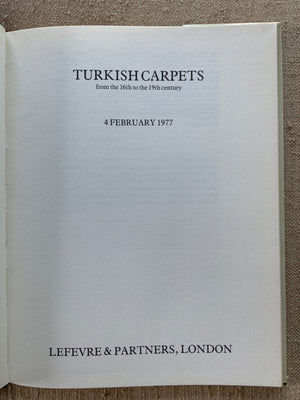 TURKISH CARPETS
from the 16th to the 19th century
4 FEBRUARY 1977
LEFEVRE & PARTNERS, LONDON